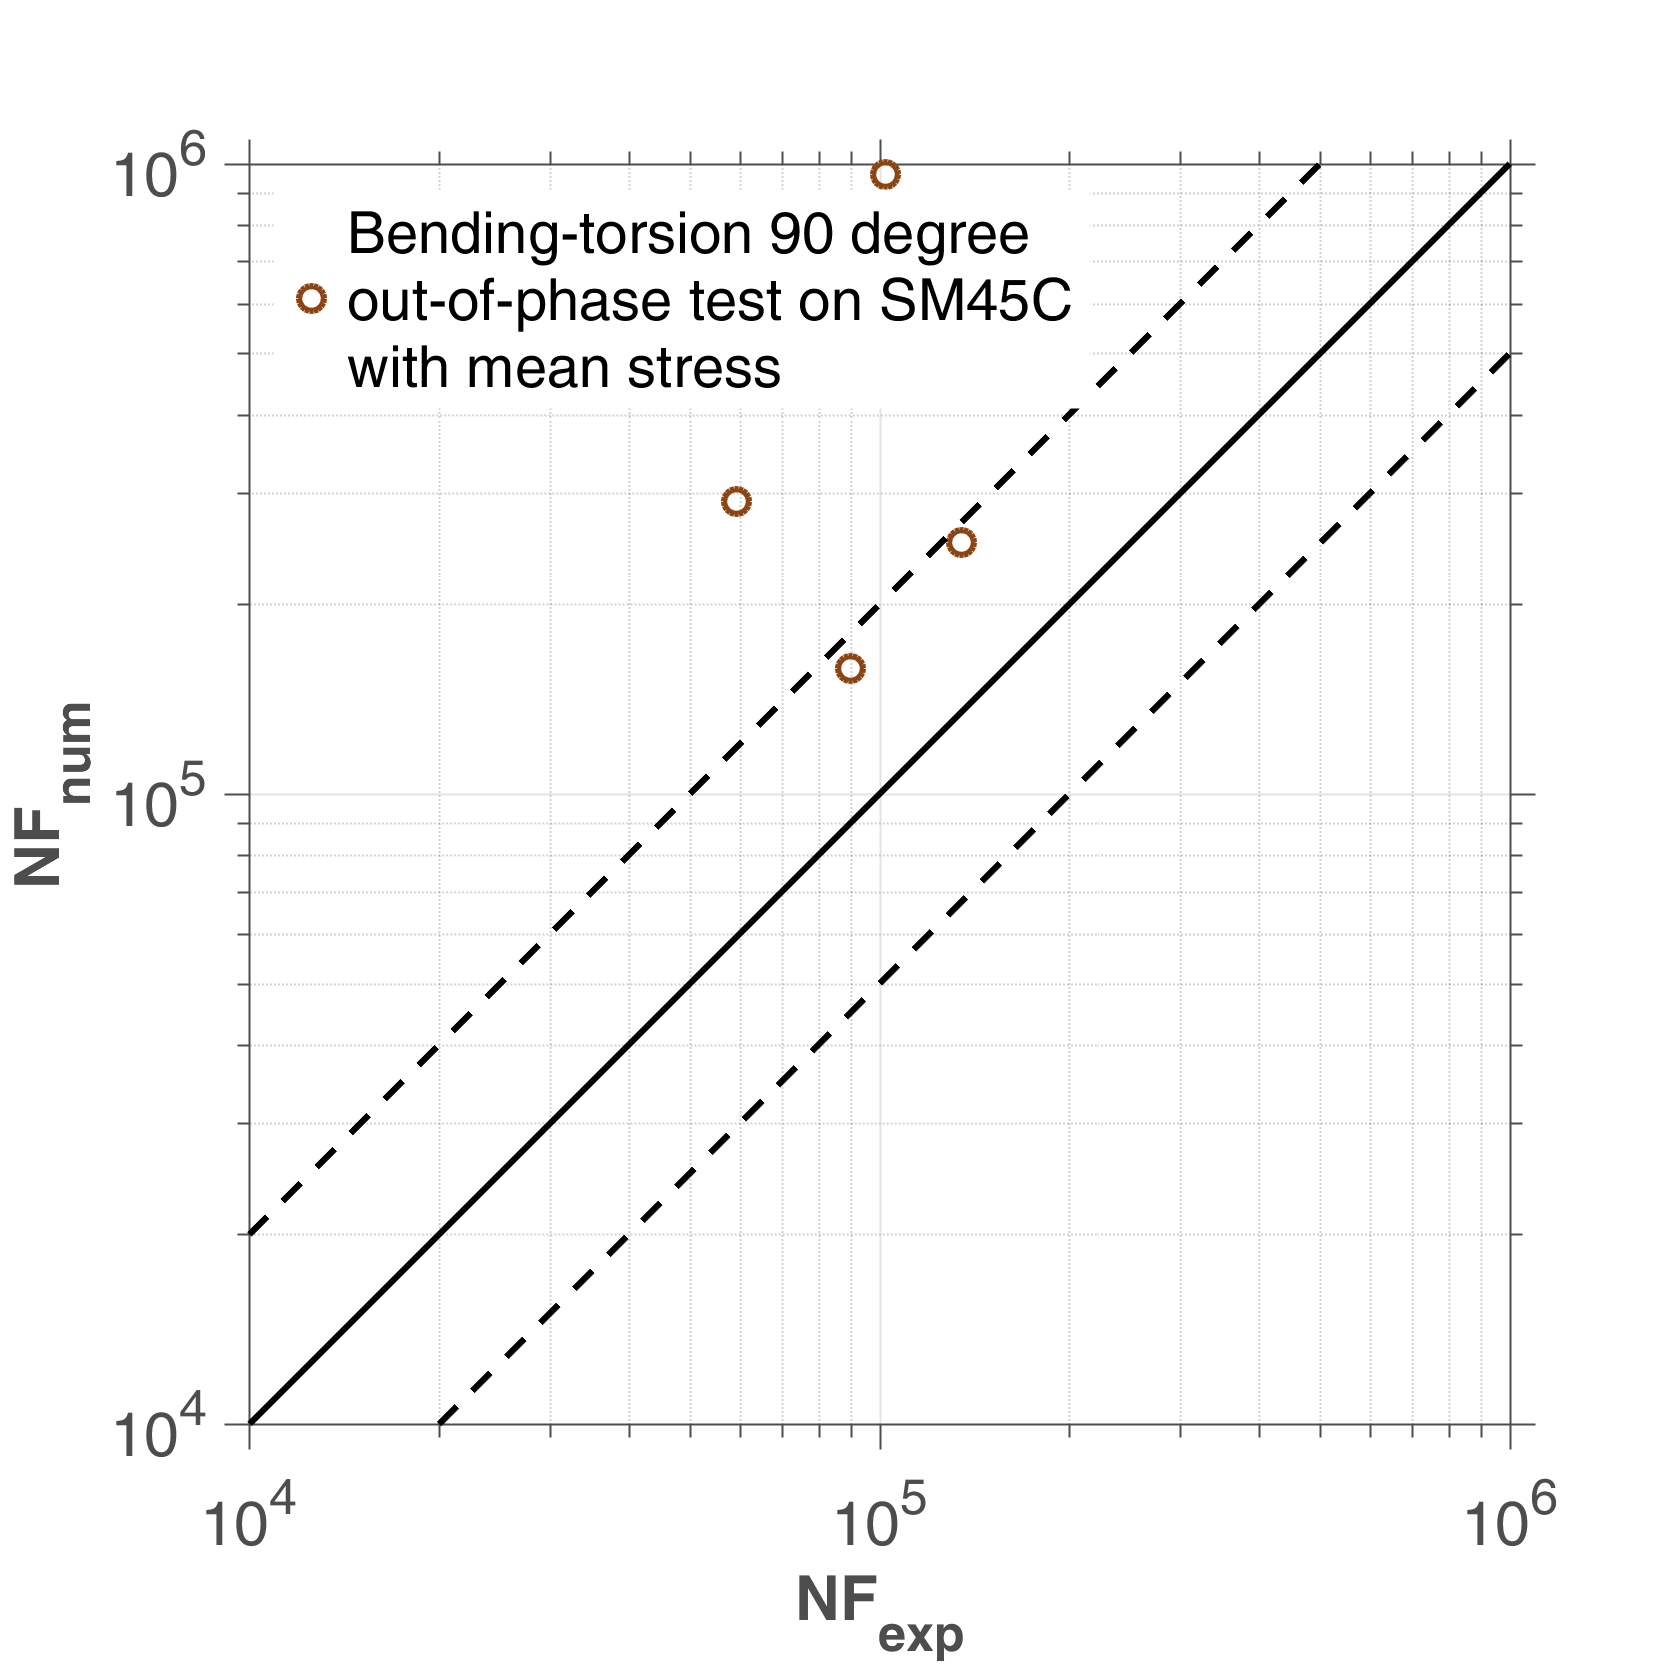 10^6
Bending-torsion 90 degree
out-of-phase test on SM45C
with mean stress
NF_num
10^5
10^4
10^4 10^5 10^6
NF_exp